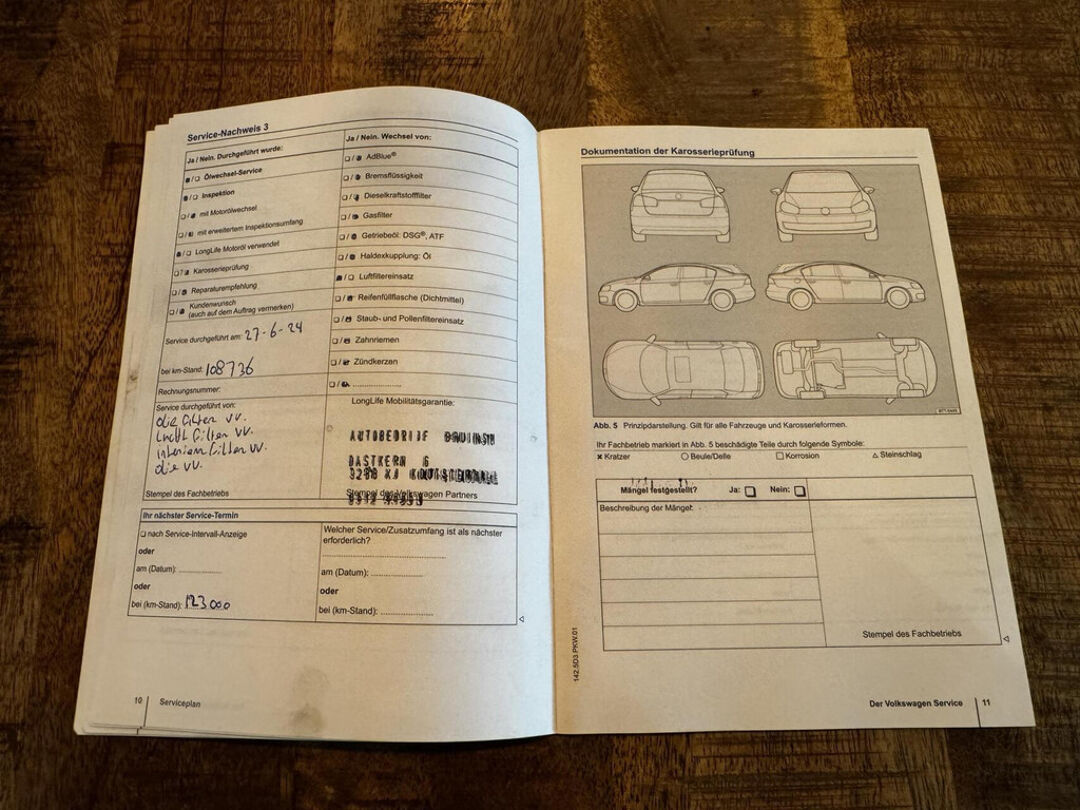 Service-Nachweis 3
Ja / Nein. Durchgeführt wurde:
❏ / ❏ Ölwechsel-Service
❏ / ❏ Inspektion
❏ / ❏ mit Motorölwechsel
❏ / ❏ mit erweitertem Inspektionsumfang
❏ / ❏ LongLife Motoröl verwendet
❏ / ❏ Karosserieprüfung
❏ / ❏ Reparaturempfehlung
❏ / ❏ Kundenwunsch
(auch auf dem Auftrag vermerken)
Service durchgeführt am: 27-6-24
bei km-Stand: 108736
Rechnungsnummer:
Service durchgeführt von:
olie filter vv.
lucht filter vv.
interieur filter vv.
olie vv.
Stempel des Fachbetriebs
Ja / Nein. Wechsel von:
❏ / ❏ AdBlue®
❏ / ❏ Bremsflüssigkeit
❏ / ❏ Dieselkraftstofffilter
❏ / ❏ Gasfilter
❏ / ❏ Getriebeöl: DSG®, ATF
❏ / ❏ Haldexkupplung: Öl
❏ / ❏ Luftfiltereinsatz
❏ / ❏ Reifenfüllflasche (Dichtmittel)
❏ / ❏ Staub- und Pollenfiltereinsatz
❏ / ❏ Zahnriemen
❏ / ❏ Zündkerzen
❏ / ❏ ....................
LongLife Mobilitätsgarantie:
AUTOBEDRIJF
6
Stempel des Volkswagen Partners
Ihr nächster Service-Termin
❏ nach Service-Intervall-Anzeige
oder
am (Datum): ................
oder
bei (km-Stand): 123000
Welcher Service/Zusatzumfang ist als nächster
erforderlich?
am (Datum): ...................
oder
bei (km-Stand): ...................
10 Serviceplan
Dokumentation der Karosserieprüfung
Abb. 5 Prinzipdarstellung. Gilt für alle Fahrzeuge und Karosserieformen.
Ihr Fachbetrieb markiert in Abb. 5 beschädigte Teile durch folgende Symbole:
× Kratzer ○ Beule/Delle □ Korrosion △ Steinschlag
Mängel festgestellt? Ja: ❏ Nein: ❏
Beschreibung der Mängel:
Stempel des Fachbetriebs
142.5D3.PKW.01
Der Volkswagen Service 11